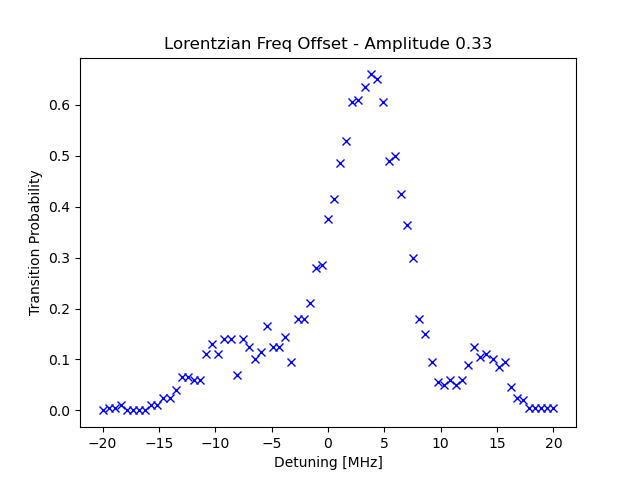 Lorentzian Freq Offset - Amplitude 0.33
Transition Probability
0.6
0.5
0.4
0.3
0.2
0.1
0.0
−20 −15 −10 −5 0 5 10 15 20
Detuning [MHz]